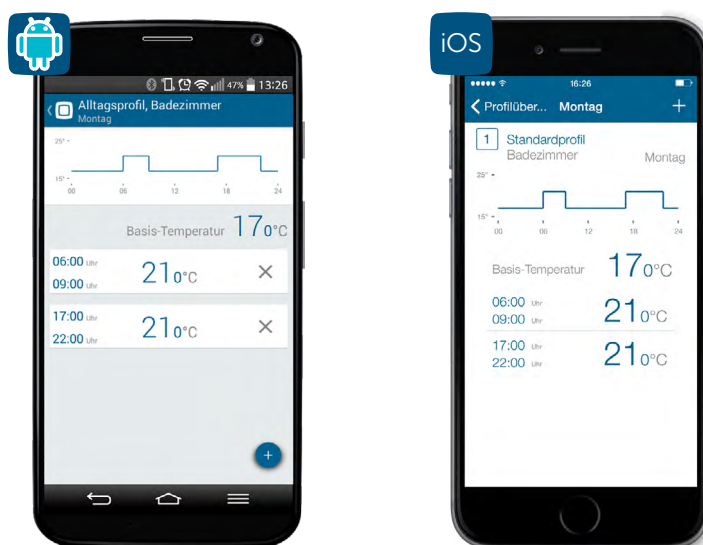 47% 13:26
Alltagsprofil, Badezimmer
Montag
25°
15°
00 06 12 18 24
Basis-Temperatur 17 0 °C
06:00 Uhr
09:00 Uhr
21 0 °C
17:00 Uhr
22:00 Uhr
21 0 °C
iOS
16:26
Profilüber... Montag
1 Standardprofil
Badezimmer Montag
25°
15°
00 06 12 18 24
Basis-Temperatur 17 0 °C
06:00 Uhr
09:00 Uhr
21 0 °C
17:00 Uhr
22:00 Uhr
21 0 °C